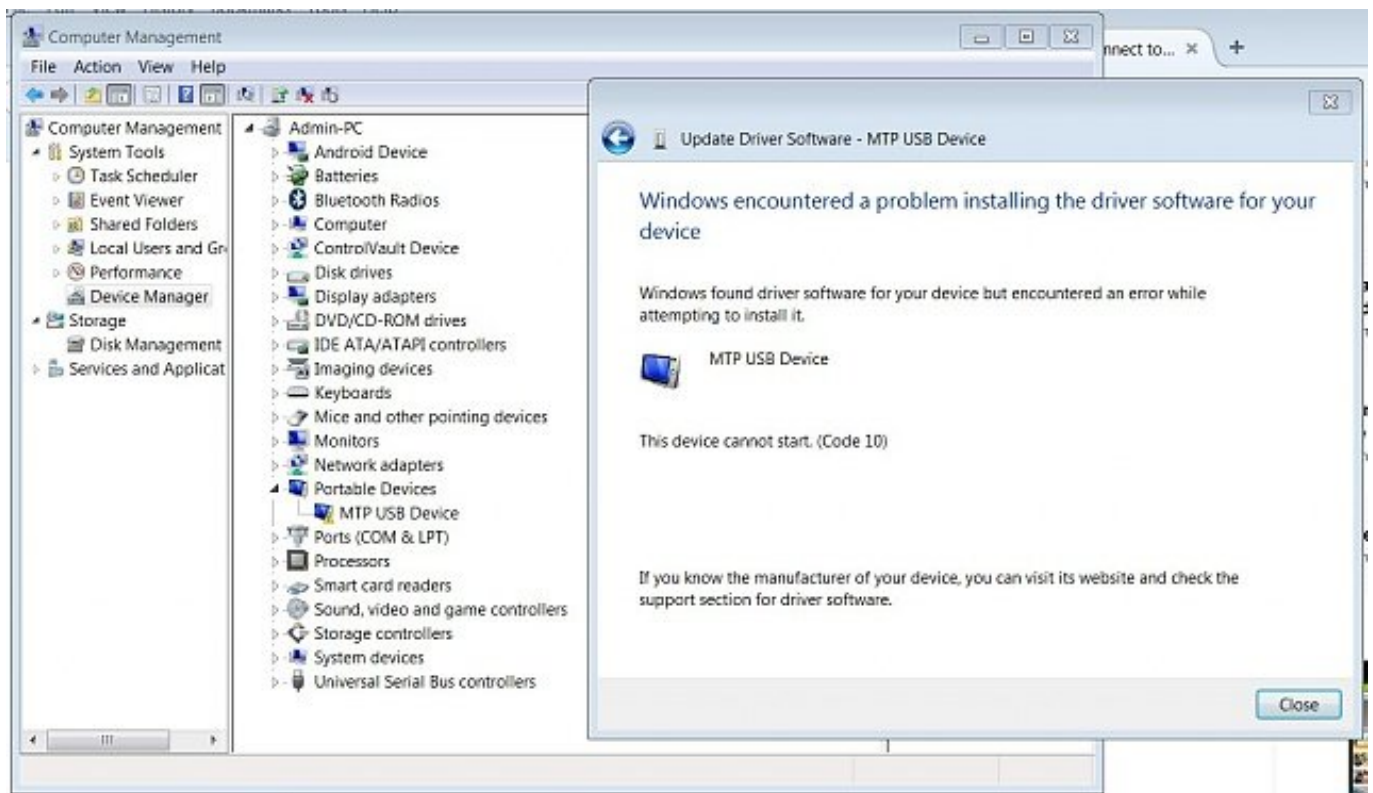 Computer Management
nnect to...
File Action View Help
Update Driver Software - MTP USB Device
Computer Management
System Tools
Task Scheduler
Event Viewer
Shared Folders
Local Users and Gr
Performance
Device Manager
Storage
Disk Management
Services and Applicat
Admin-PC
Android Device
Batteries
Bluetooth Radios
Computer
ControlVault Device
Disk drives
Display adapters
DVD/CD-ROM drives
IDE ATA/ATAPI controllers
Imaging devices
Keyboards
Mice and other pointing devices
Monitors
Network adapters
Portable Devices
MTP USB Device
Ports (COM & LPT)
Processors
Smart card readers
Sound, video and game controllers
Storage controllers
System devices
Universal Serial Bus controllers
Windows encountered a problem installing the driver software for your
device
Windows found driver software for your device but encountered an error while
attempting to install it.
MTP USB Device
This device cannot start. (Code 10)
If you know the manufacturer of your device, you can visit its website and check the
support section for driver software.
Close